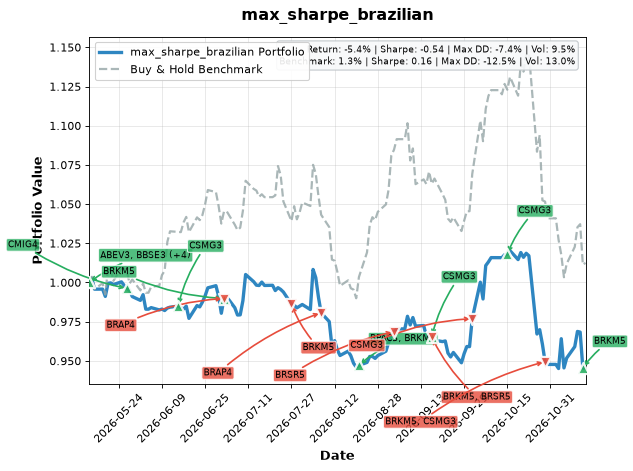 max_sharpe_brazilian
Return: -5.4% | Sharpe: -0.54 | Max DD: -7.4% | Vol: 9.5%
Benchmark: 1.3% | Sharpe: 0.16 | Max DD: -12.5% | Vol: 13.0%
max_sharpe_brazilian Portfolio
Buy & Hold Benchmark
Portfolio Value
1.150
1.125
1.100
1.075
1.050
1.025
1.000
0.975
0.950
CMIG4
ABEV3, BBSE3 (+4)
BRKM5
CSMG3
BRAP4
BRAP4
BRKM5
BRSR5
CSMG3
CSMG3
CSMG3
BRKM5, BRSR5
BRKM5, CSMG3
BRKM5
2026-05-24
2026-06-09
2026-06-25
2026-07-11
2026-07-27
2026-08-12
2026-08-28
2026-10-15
2026-10-31
Date